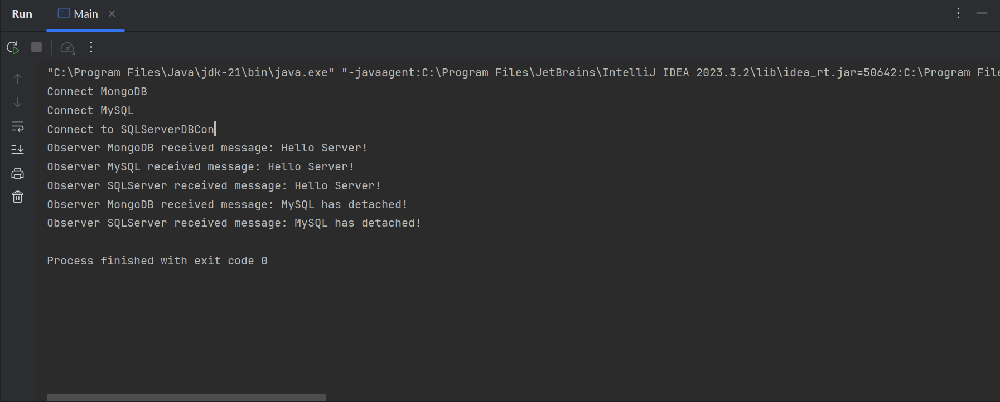 Run Main
"C:\Program Files\Java\jdk-21\bin\java.exe" "-javaagent:C:\Program Files\JetBrains\IntelliJ IDEA 2023.3.2\lib\idea_rt.jar=50642:C:\Program File
Connect MongoDB
Connect MySQL
Connect to SQLServerDBCon
Observer MongoDB received message: Hello Server!
Observer MySQL received message: Hello Server!
Observer SQLServer received message: Hello Server!
Observer MongoDB received message: MySQL has detached!
Observer SQLServer received message: MySQL has detached!
Process finished with exit code 0